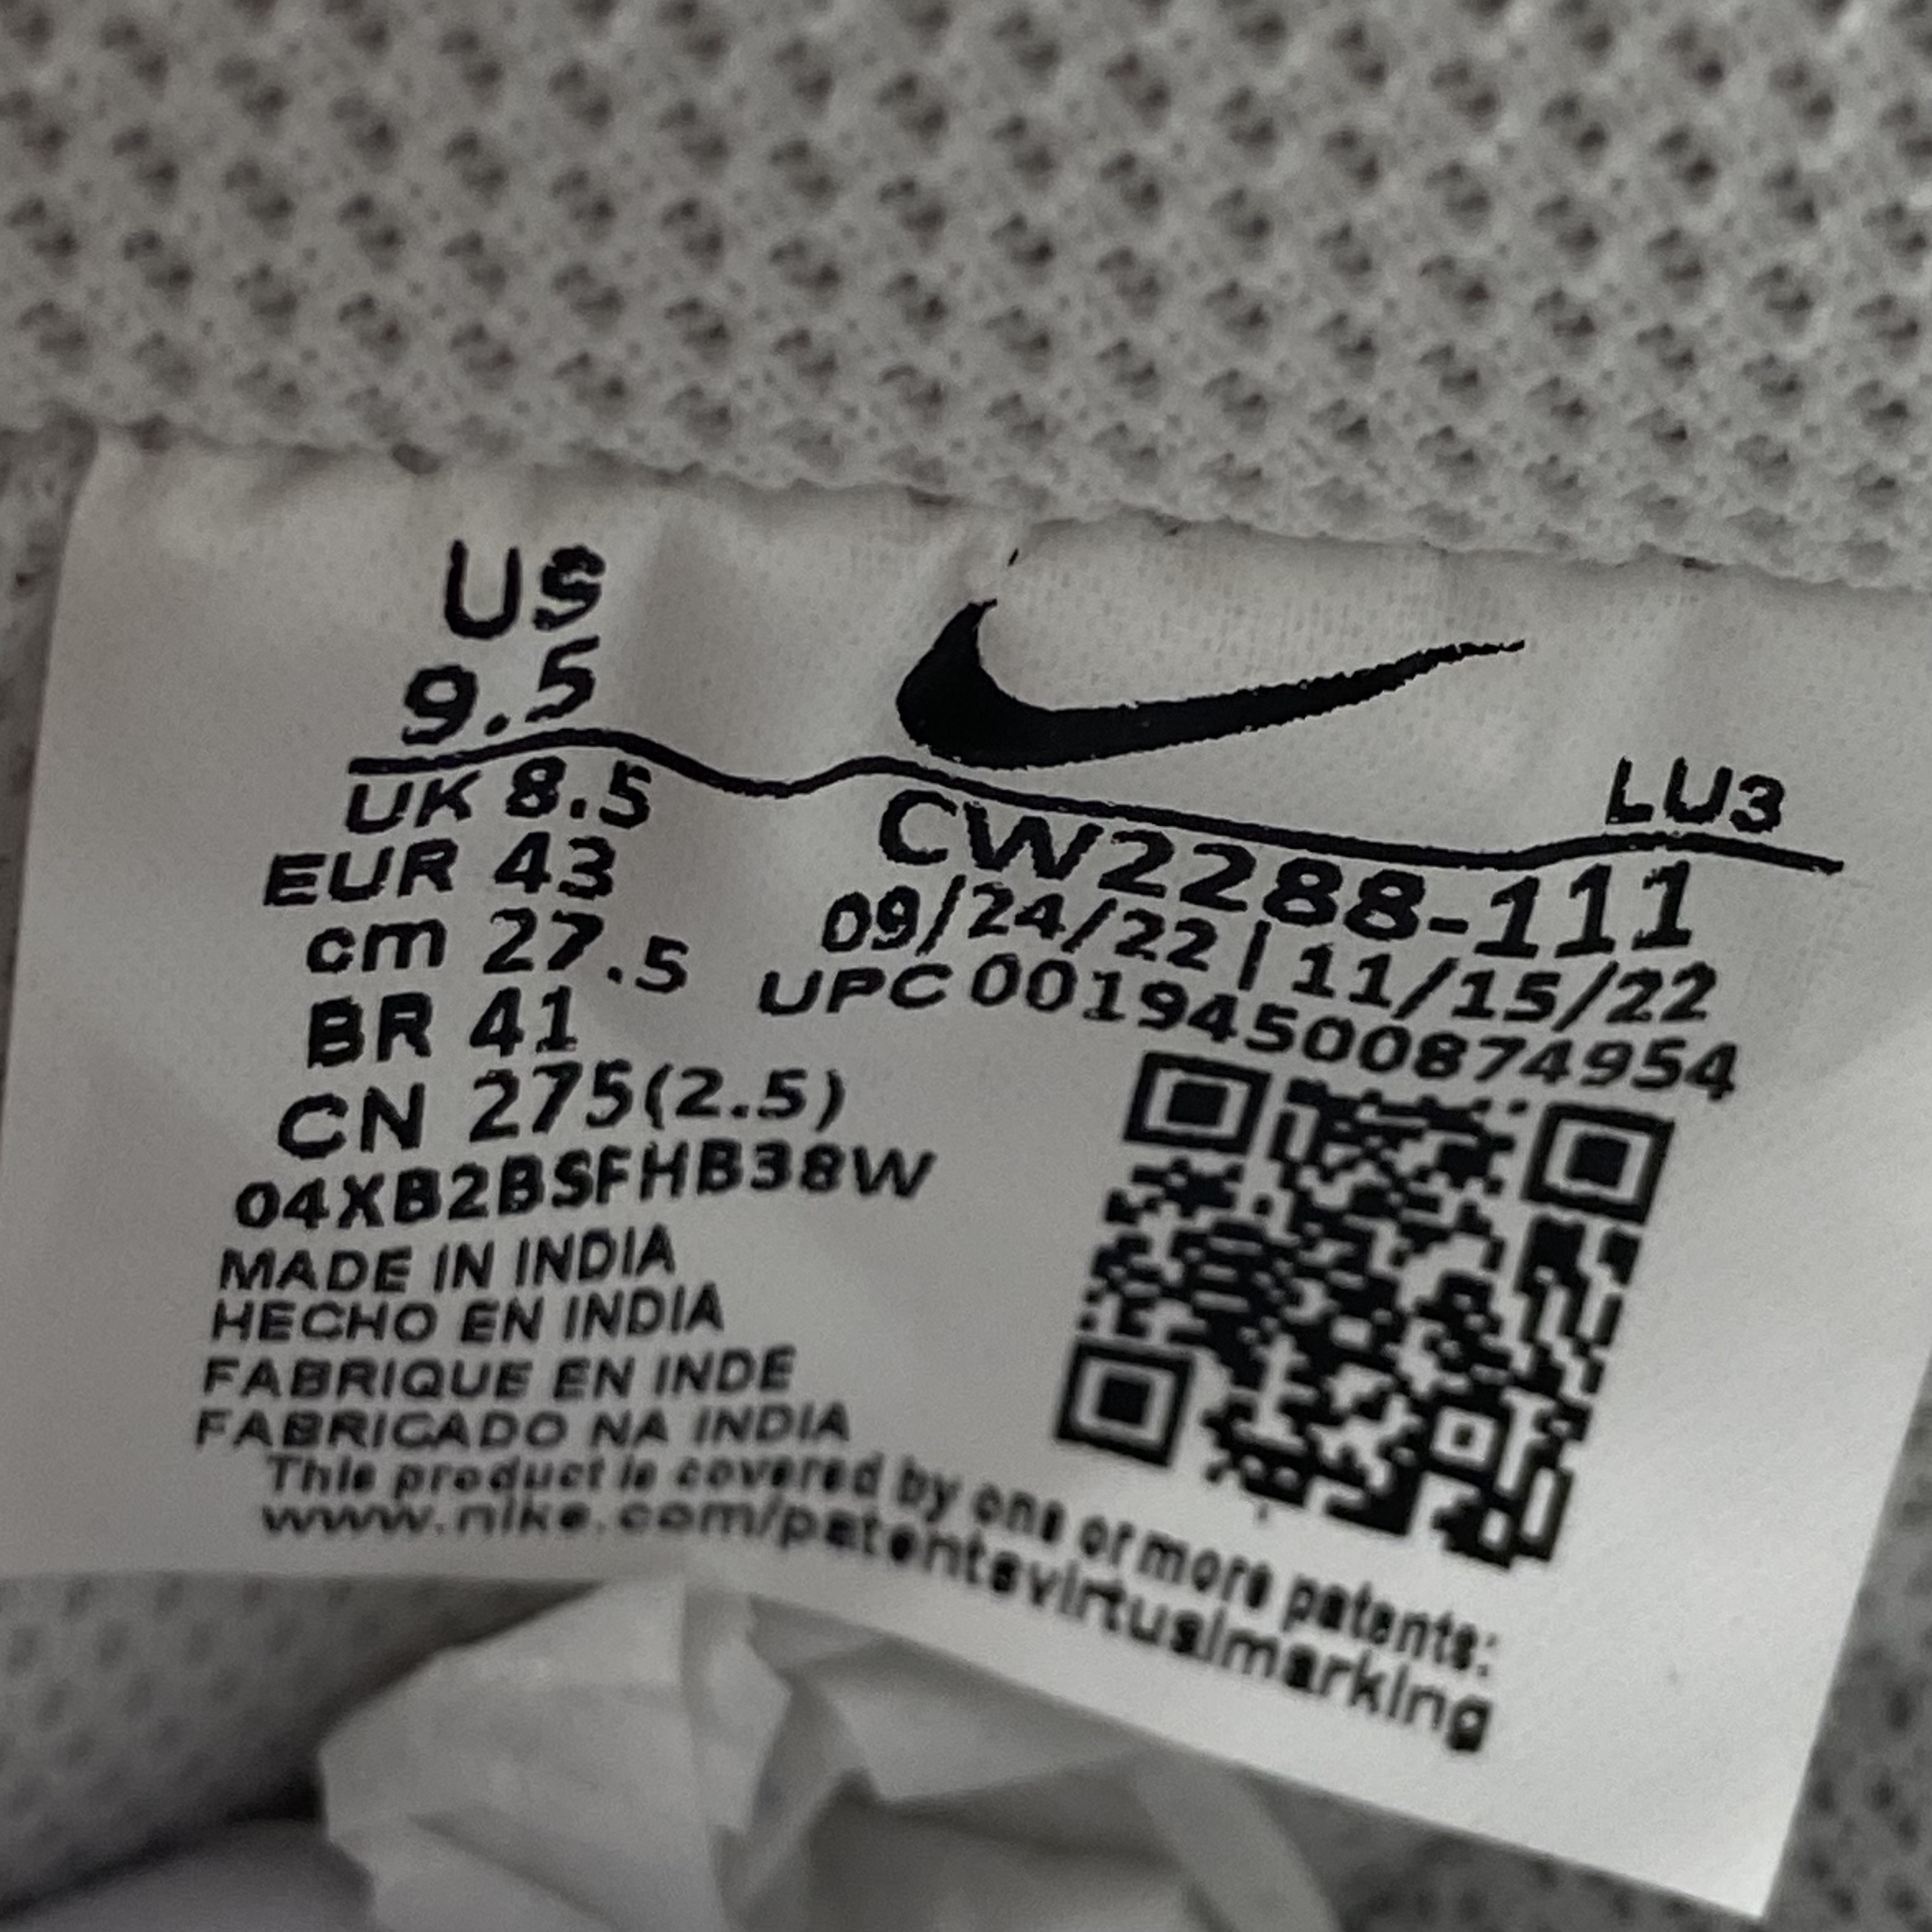 US
9.5
LU3
UK 8.5
EUR 43
cm 27.5
BR 41
CN 275(2.5)
CW2288-111
09/24/22 | 11/15/22
UPC 00194500874954
04XB2BSFHB38W
MADE IN INDIA
HECHO EN INDIA
FABRIQUE EN INDE
FABRICADO NA INDIA
This product is covered by one or more patents:
www.nike.com/patentsvirtualmarking